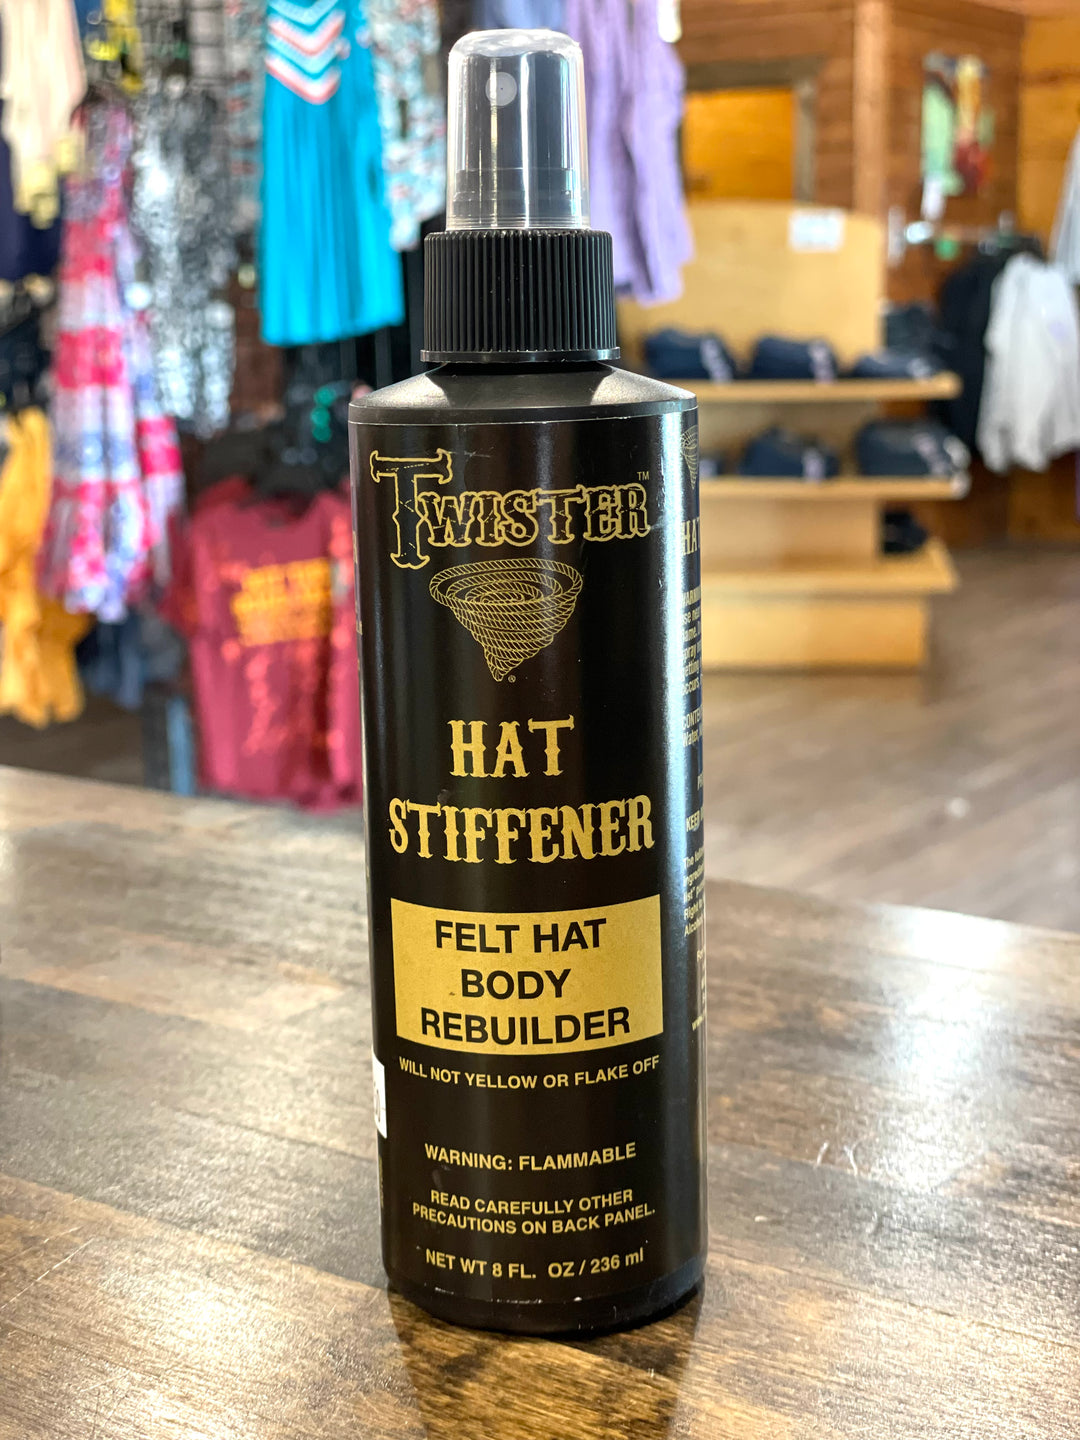 TWISTER™
®
HAT
STIFFENER
FELT HAT
BODY
REBUILDER
WILL NOT YELLOW OR FLAKE OFF
WARNING: FLAMMABLE
READ CAREFULLY OTHER
PRECAUTIONS ON BACK PANEL.
NET WT 8 FL. OZ / 236 ml